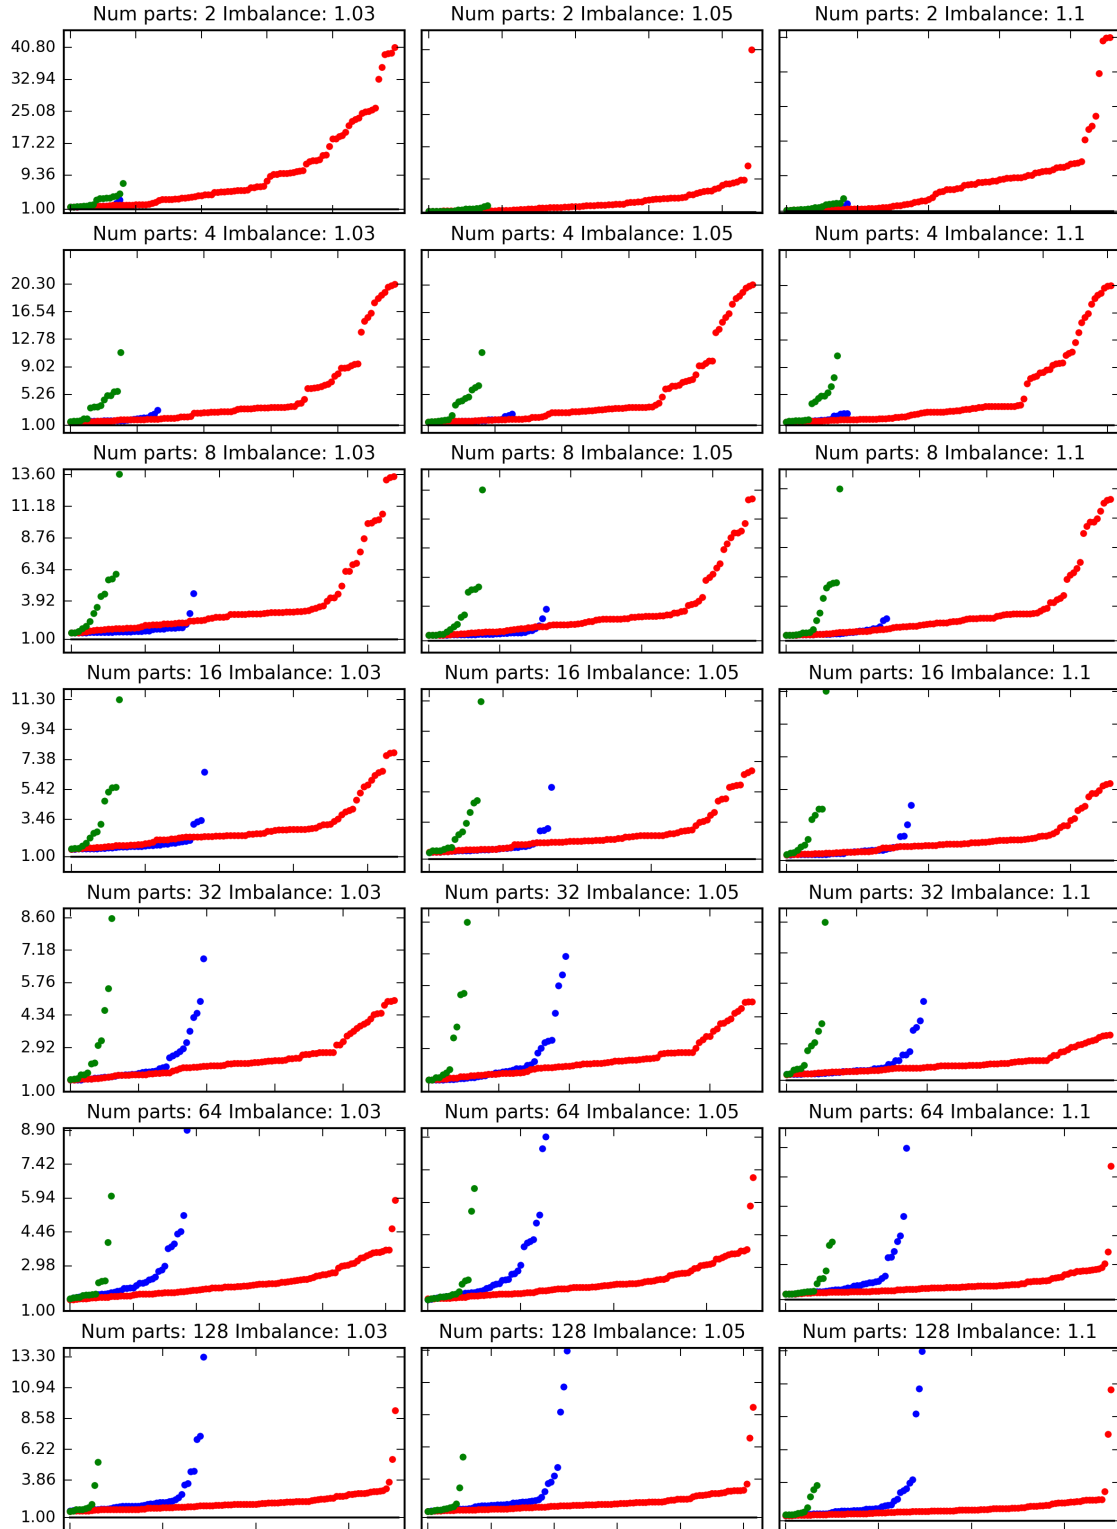 Num parts: 2 Imbalance: 1.03
Num parts: 2 Imbalance: 1.05
Num parts: 2 Imbalance: 1.1
40.80
32.94
25.08
17.22
9.36
1.00
Num parts: 4 Imbalance: 1.03
Num parts: 4 Imbalance: 1.05
Num parts: 4 Imbalance: 1.1
20.30
16.54
12.78
9.02
5.26
1.00
Num parts: 8 Imbalance: 1.03
Num parts: 8 Imbalance: 1.05
Num parts: 8 Imbalance: 1.1
13.60
11.18
8.76
6.34
3.92
1.00
Num parts: 16 Imbalance: 1.03
Num parts: 16 Imbalance: 1.05
Num parts: 16 Imbalance: 1.1
11.30
9.34
7.38
5.42
3.46
1.00
Num parts: 32 Imbalance: 1.03
Num parts: 32 Imbalance: 1.05
Num parts: 32 Imbalance: 1.1
8.60
7.18
5.76
4.34
2.92
1.00
Num parts: 64 Imbalance: 1.03
Num parts: 64 Imbalance: 1.05
Num parts: 64 Imbalance: 1.1
8.90
7.42
5.94
4.46
2.98
1.00
Num parts: 128 Imbalance: 1.03
Num parts: 128 Imbalance: 1.05
Num parts: 128 Imbalance: 1.1
13.30
10.94
8.58
6.22
3.86
1.00